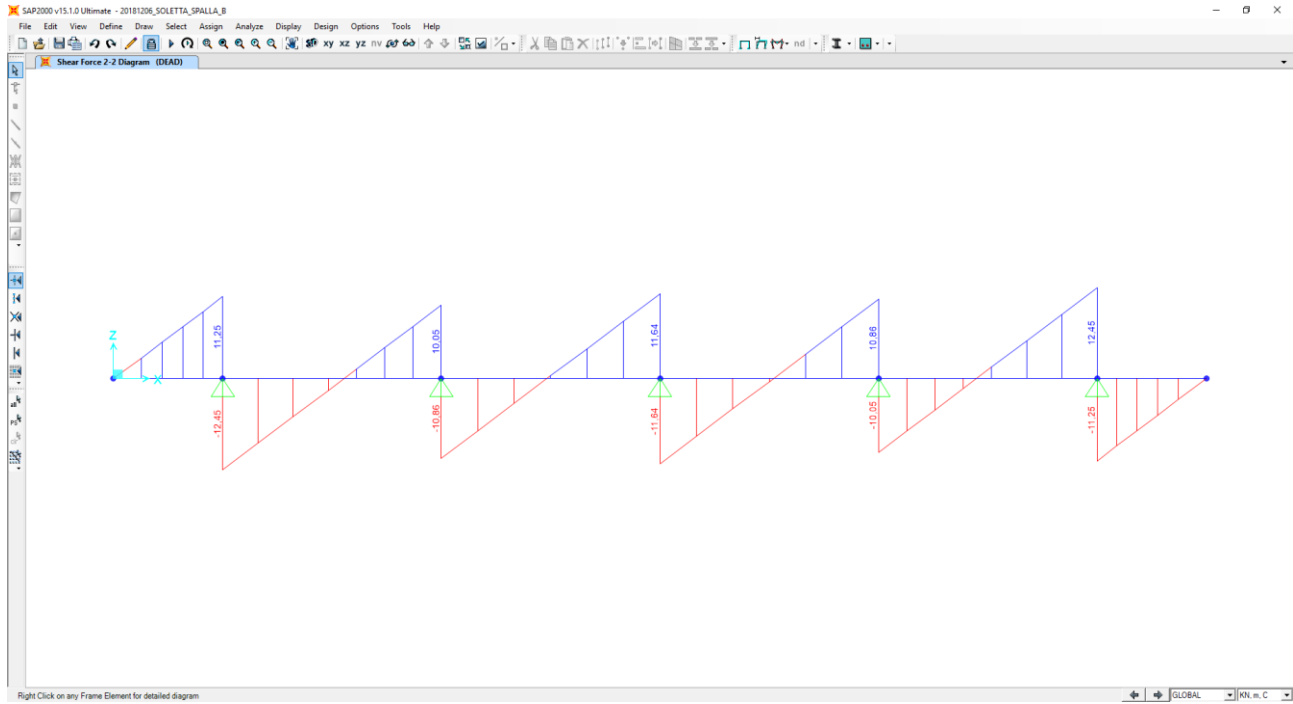 SAP2000 v15.1.0 Ultimate - 20181206_SOLETTA_SPALLA_B
File Edit View Define Draw Select Assign Analyze Display Design Options Tools Help
xy xz yz nv nd
Shear Force 2-2 Diagram (DEAD)
Z
X
11,25
-12,45
10,05
-10,86
11,64
-11,64
10,86
-10,05
12,45
-11,25
Right Click on any Frame Element for detailed diagram
GLOBAL
KN, m, C